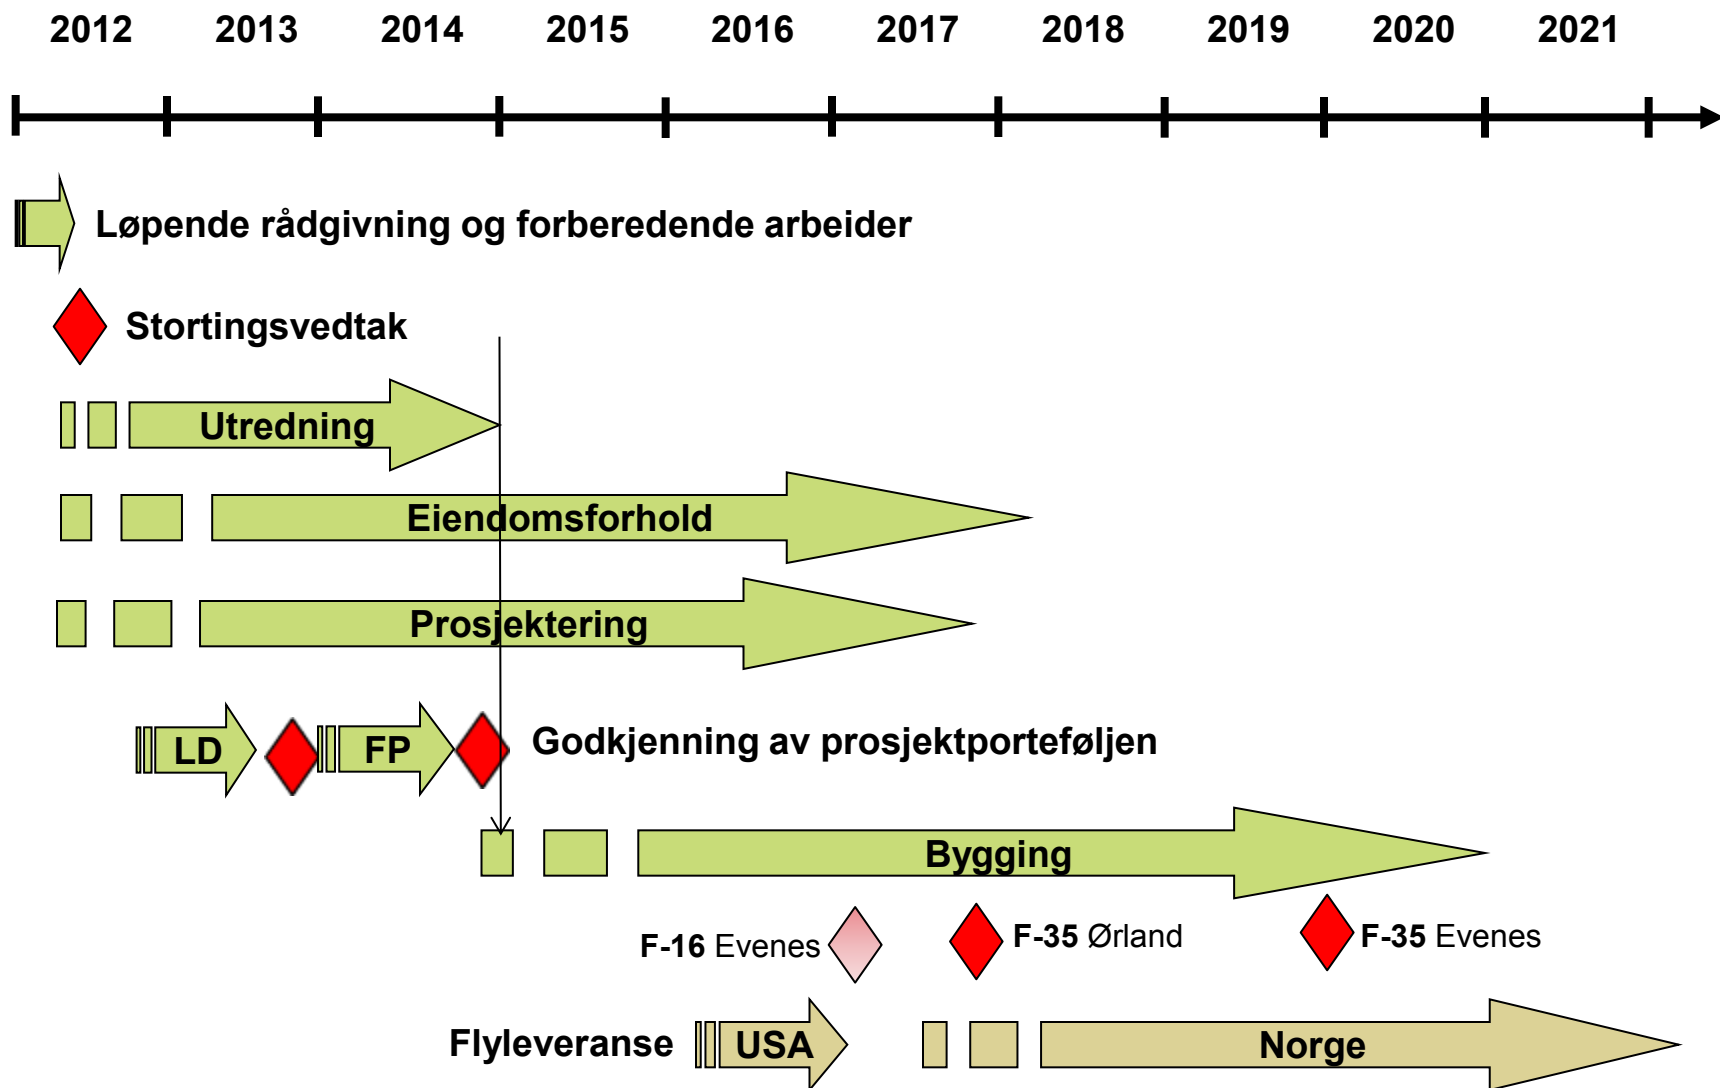 2012 2013 2014 2015 2016 2017 2018 2019 2020 2021
Løpende rådgivning og forberedende arbeider
Stortingsvedtak
Utredning
Eiendomsforhold
Prosjektering
LD FP Godkjenning av prosjektporteføljen
Bygging
F-16 Evenes F-35 Ørland F-35 Evenes
Flyleveranse USA Norge